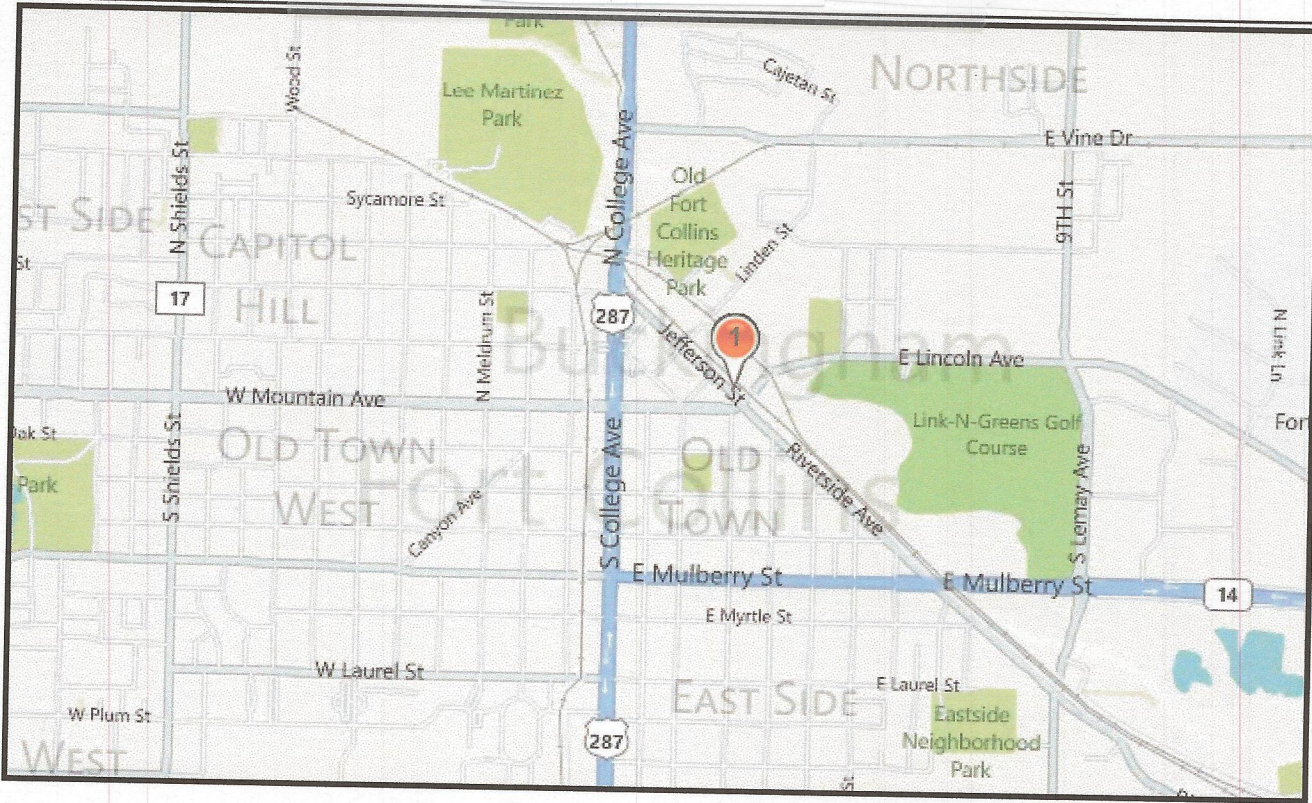 Park
Cajetan St
NORTHSIDE
Wood St
Lee Martinez
Park
N College Ave
E Vine Dr
N Shields St
Old
Fort
Collins
Heritage
Park
9TH St
Sycamore St
ST SIDE
CAPITOL
HILL
Linden St
St
17
287
N Meldrum St
Buckingham
1
Jefferson St
N Link Ln
E Lincoln Ave
W Mountain Ave
Link-N-Greens Golf
Course
For
Oak St
S Shields St
OLD TOWN
WEST
S College Ave
OLD
TOWN
Riverside Ave
S Lemay Ave
Park
Fort Collins
Canyon Ave
E Mulberry St
E Mulberry St
14
E Myrtle St
W Laurel St
EAST SIDE
E Laurel St
W Plum St
Eastside
Neighborhood
Park
287
WEST
St